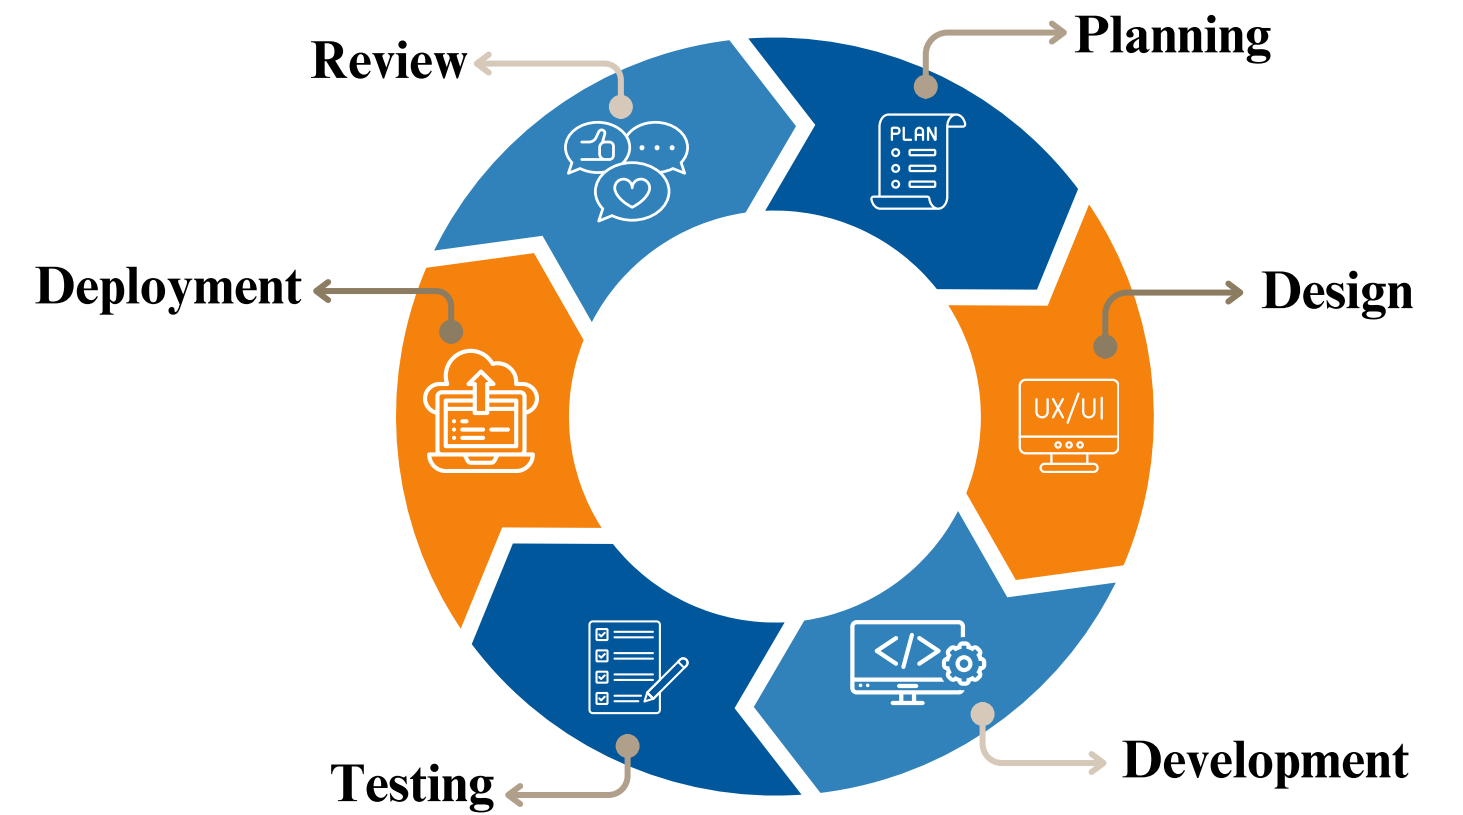 Planning
Review
PLAN
Deployment
Design
UX/UI
</>
Development
Testing